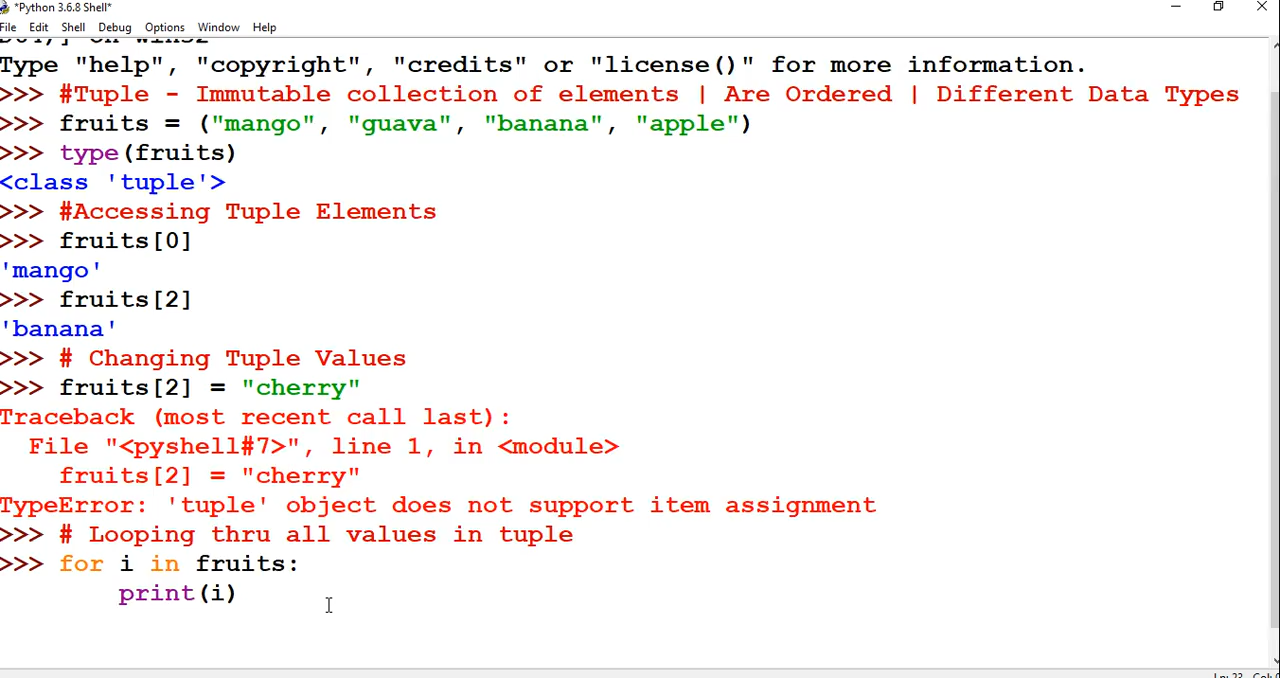 *Python 3.6.8 Shell*
File Edit Shell Debug Options Window Help
Type "help", "copyright", "credits" or "license()" for more information.
>>> #Tuple - Immutable collection of elements | Are Ordered | Different Data Types
>>> fruits = ("mango", "guava", "banana", "apple")
>>> type(fruits)
<class 'tuple'>
>>> #Accessing Tuple Elements
>>> fruits[0]
'mango'
>>> fruits[2]
'banana'
>>> # Changing Tuple Values
>>> fruits[2] = "cherry"
Traceback (most recent call last):
  File "<pyshell#7>", line 1, in <module>
    fruits[2] = "cherry"
TypeError: 'tuple' object does not support item assignment
>>> # Looping thru all values in tuple
>>> for i in fruits:
        print(i)